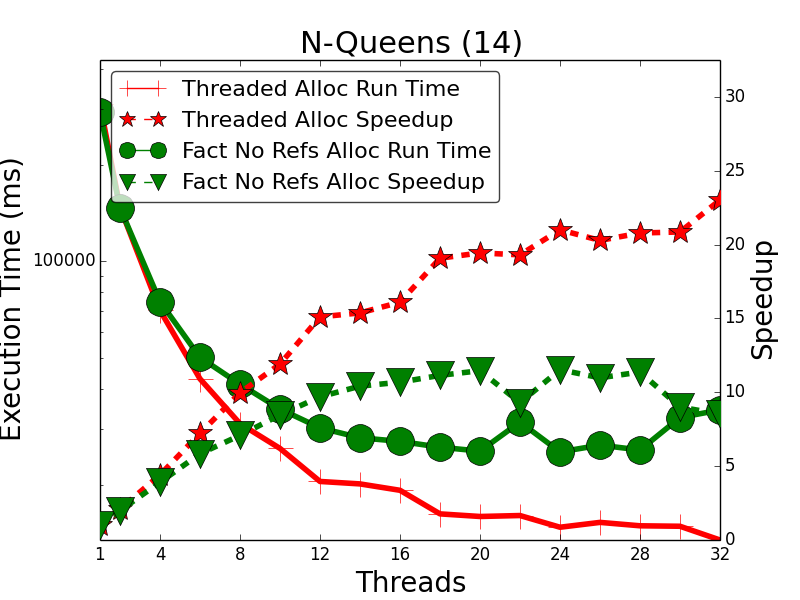 N-Queens (14)
Threaded Alloc Run Time
Threaded Alloc Speedup
Fact No Refs Alloc Run Time
Fact No Refs Alloc Speedup
Execution Time (ms)
100000
30
25
20
15
10
5
0
Speedup
1 4 8 12 16 20 24 28 32
Threads